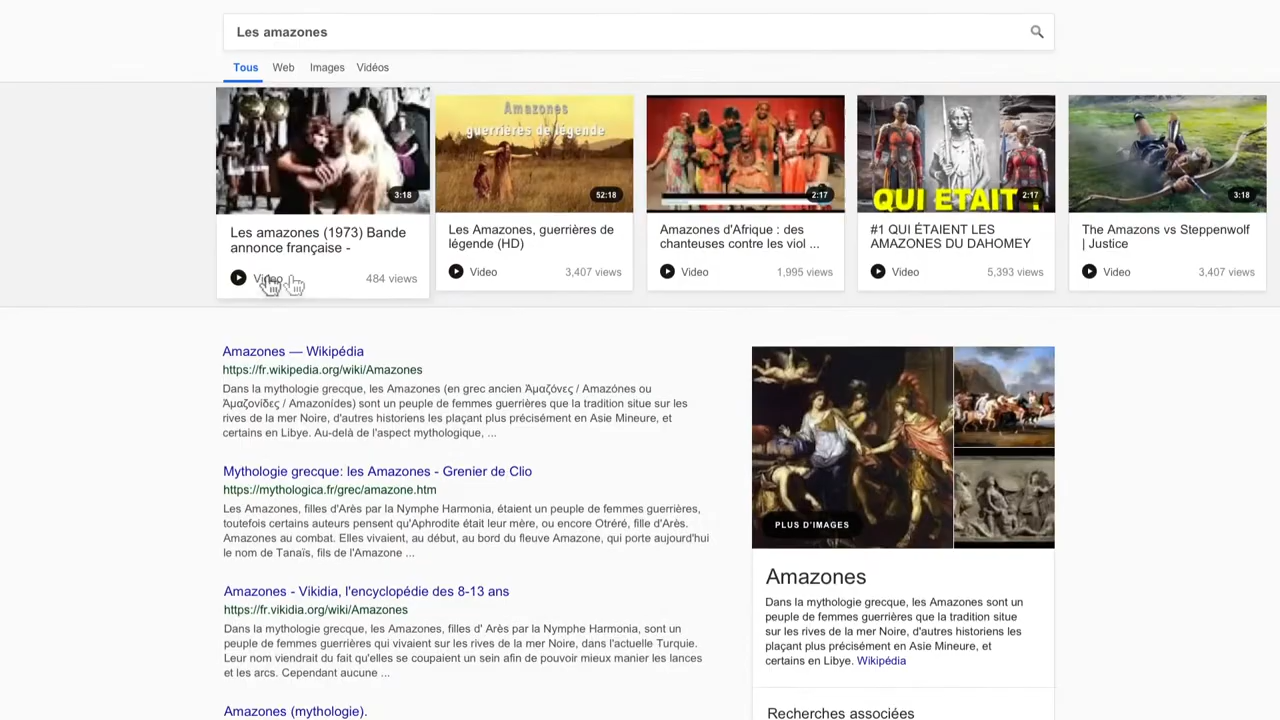 Les amazones
Tous Web Images Vidéos
3:18
Amazones
guerrières de légende
52:18
2:17
QUI ETAIT ?
2:17
3:18
Les amazones (1973) Bande
annonce française -
Video 484 views
Les Amazones, guerrières de
légende (HD)
Video 3,407 views
Amazones d'Afrique : des
chanteuses contre les viol ...
Video 1,995 views
#1 QUI ÉTAIENT LES
AMAZONES DU DAHOMEY
Video 5,393 views
The Amazons vs Steppenwolf
| Justice
Video 3,407 views
Amazones — Wikipédia
https://fr.wikipedia.org/wiki/Amazones
Dans la mythologie grecque, les Amazones (en grec ancien Ἀμαζόνες / Amazónes ou
Ἀμαζονίδες / Amazonídes) sont un peuple de femmes guerrières que la tradition situe sur les
rives de la mer Noire, d'autres historiens les plaçant plus précisément en Asie Mineure, et
certains en Libye. Au-delà de l'aspect mythologique, ...
Mythologie grecque: les Amazones - Grenier de Clio
https://mythologica.fr/grec/amazone.htm
Les Amazones, filles d'Arès par la Nymphe Harmonia, étaient un peuple de femmes guerrières,
toutefois certains auteurs pensent qu'Aphrodite était leur mère, ou encore Otréré, fille d'Arès.
Amazones au combat. Elles vivaient, au début, au bord du fleuve Amazone, qui porte aujourd'hui
le nom de Tanaïs, fils de l'Amazone ...
Amazones - Vikidia, l'encyclopédie des 8-13 ans
https://fr.vikidia.org/wiki/Amazones
Dans la mythologie grecque, les Amazones, filles d' Arès par la Nymphe Harmonia, sont un
peuple de femmes guerrières qui vivaient sur les rives de la mer Noire, dans l'actuelle Turquie.
Leur nom viendrait du fait qu'elles se coupaient un sein afin de pouvoir mieux manier les lances
et les arcs. Cependant aucune ...
Amazones (mythologie).
PLUS D'IMAGES
Amazones
Dans la mythologie grecque, les Amazones sont un
peuple de femmes guerrières que la tradition situe
sur les rives de la mer Noire, d'autres historiens les
plaçant plus précisément en Asie Mineure, et
certains en Libye. Wikipédia
Recherches associées